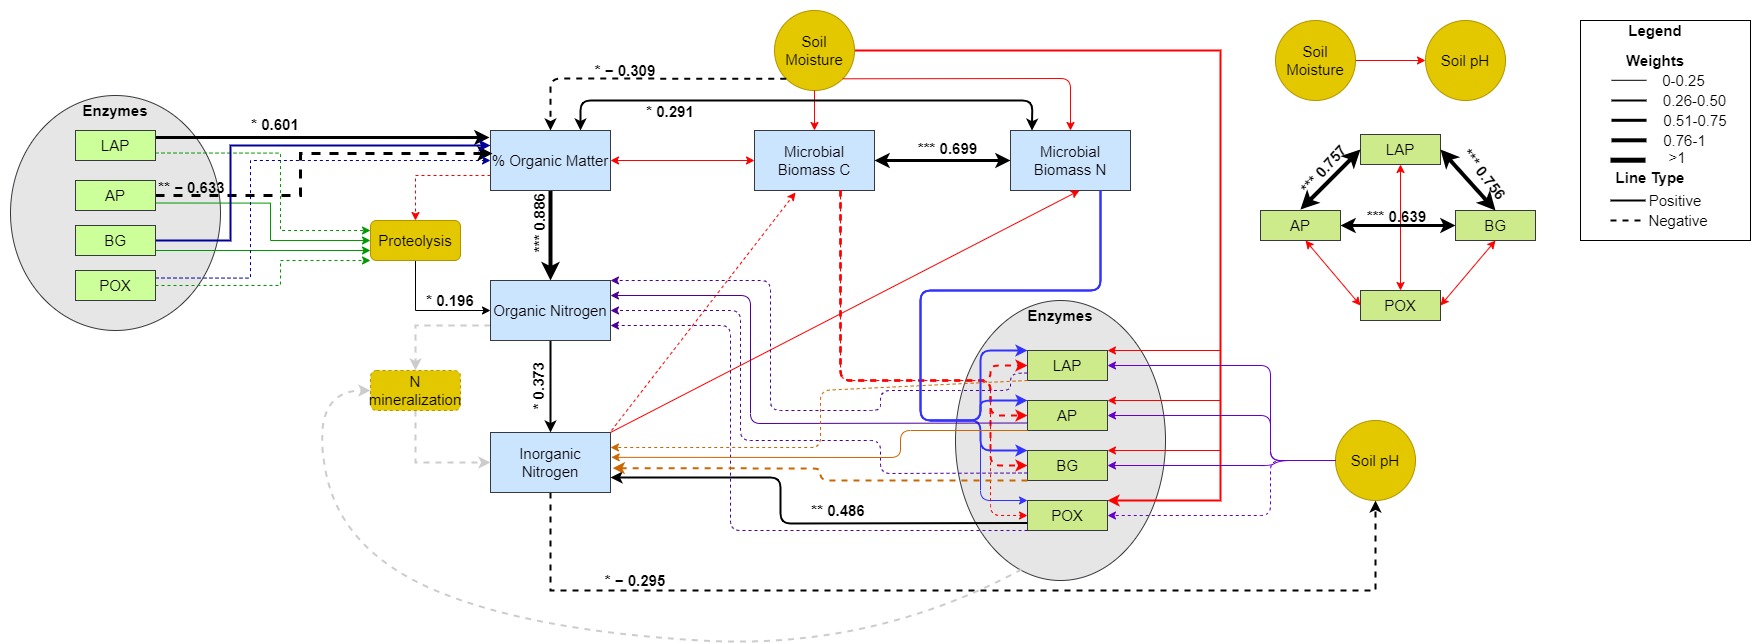 Enzymes
LAP
AP
BG
POX
* 0.601
** − 0.633
Proteolysis
* 0.196
N
mineralization
% Organic Matter
*** 0.886
Organic Nitrogen
* 0.373
Inorganic
Nitrogen
* − 0.309
* 0.291
Soil
Moisture
Microbial
Biomass C
*** 0.699
Microbial
Biomass N
Enzymes
LAP
AP
BG
POX
** 0.486
* − 0.295
Soil pH
Soil
Moisture
Soil pH
LAP
*** 0.757
*** 0.756
AP
*** 0.639
BG
POX
Legend
Weights
0-0.25
0.26-0.50
0.51-0.75
0.76-1
>1
Line Type
Positive
Negative